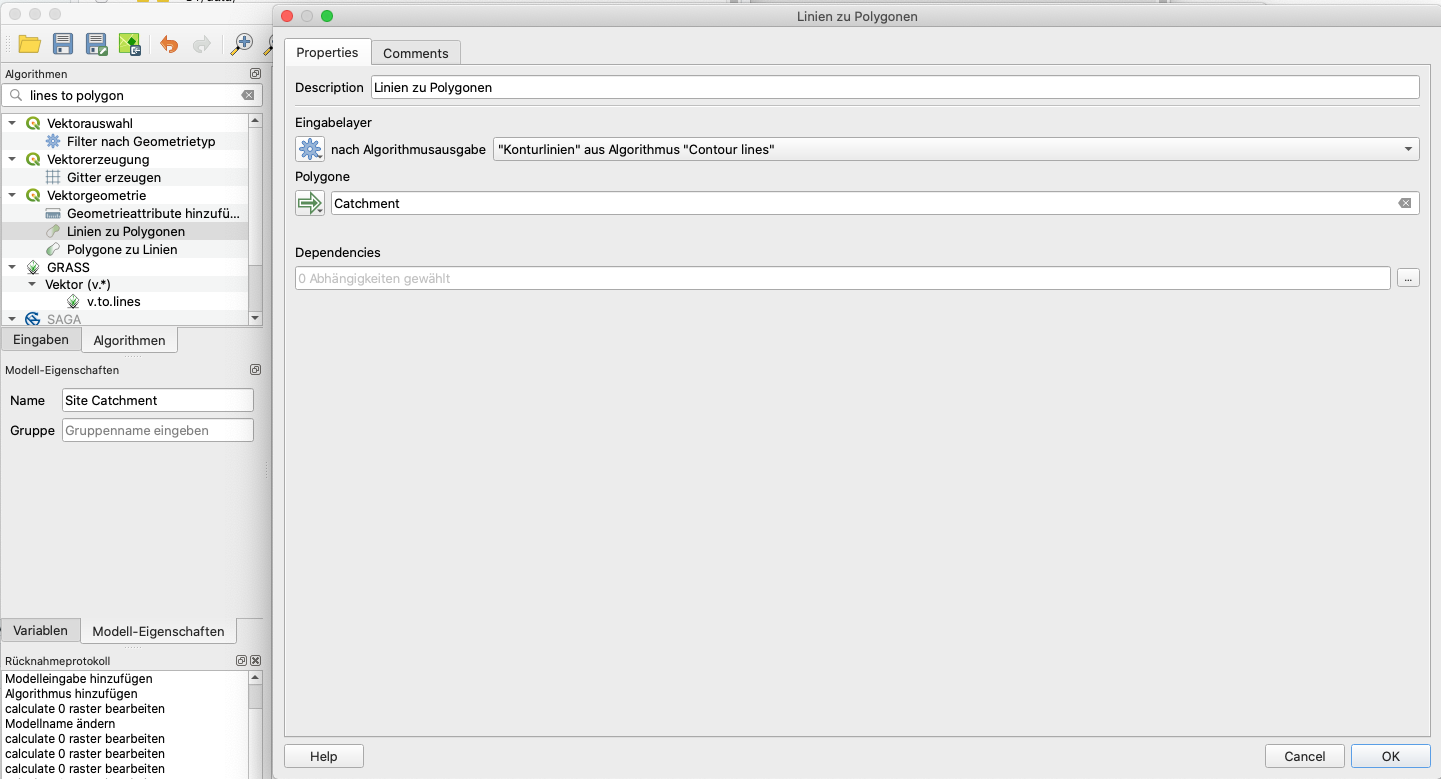 Linien zu Polygonen
Algorithmen
lines to polygon
Vektorauswahl
Filter nach Geometrietyp
Vektorerzeugung
Gitter erzeugen
Vektorgeometrie
Geometrieattribute hinzufü...
Linien zu Polygonen
Polygone zu Linien
GRASS
Vektor (v.*)
v.to.lines
SAGA
Eingaben
Algorithmen
Modell-Eigenschaften
Name
Site Catchment
Gruppe
Gruppenname eingeben
Variablen
Modell-Eigenschaften
Rücknahmeprotokoll
Modelleingabe hinzufügen
Algorithmus hinzufügen
calculate 0 raster bearbeiten
Modellname ändern
calculate 0 raster bearbeiten
calculate 0 raster bearbeiten
calculate 0 raster bearbeiten
Properties
Comments
Description
Linien zu Polygonen
Eingabelayer
nach Algorithmusausgabe
"Konturlinien" aus Algorithmus "Contour lines"
Polygone
Catchment
Dependencies
0 Abhängigkeiten gewählt
...
Help
Cancel
OK